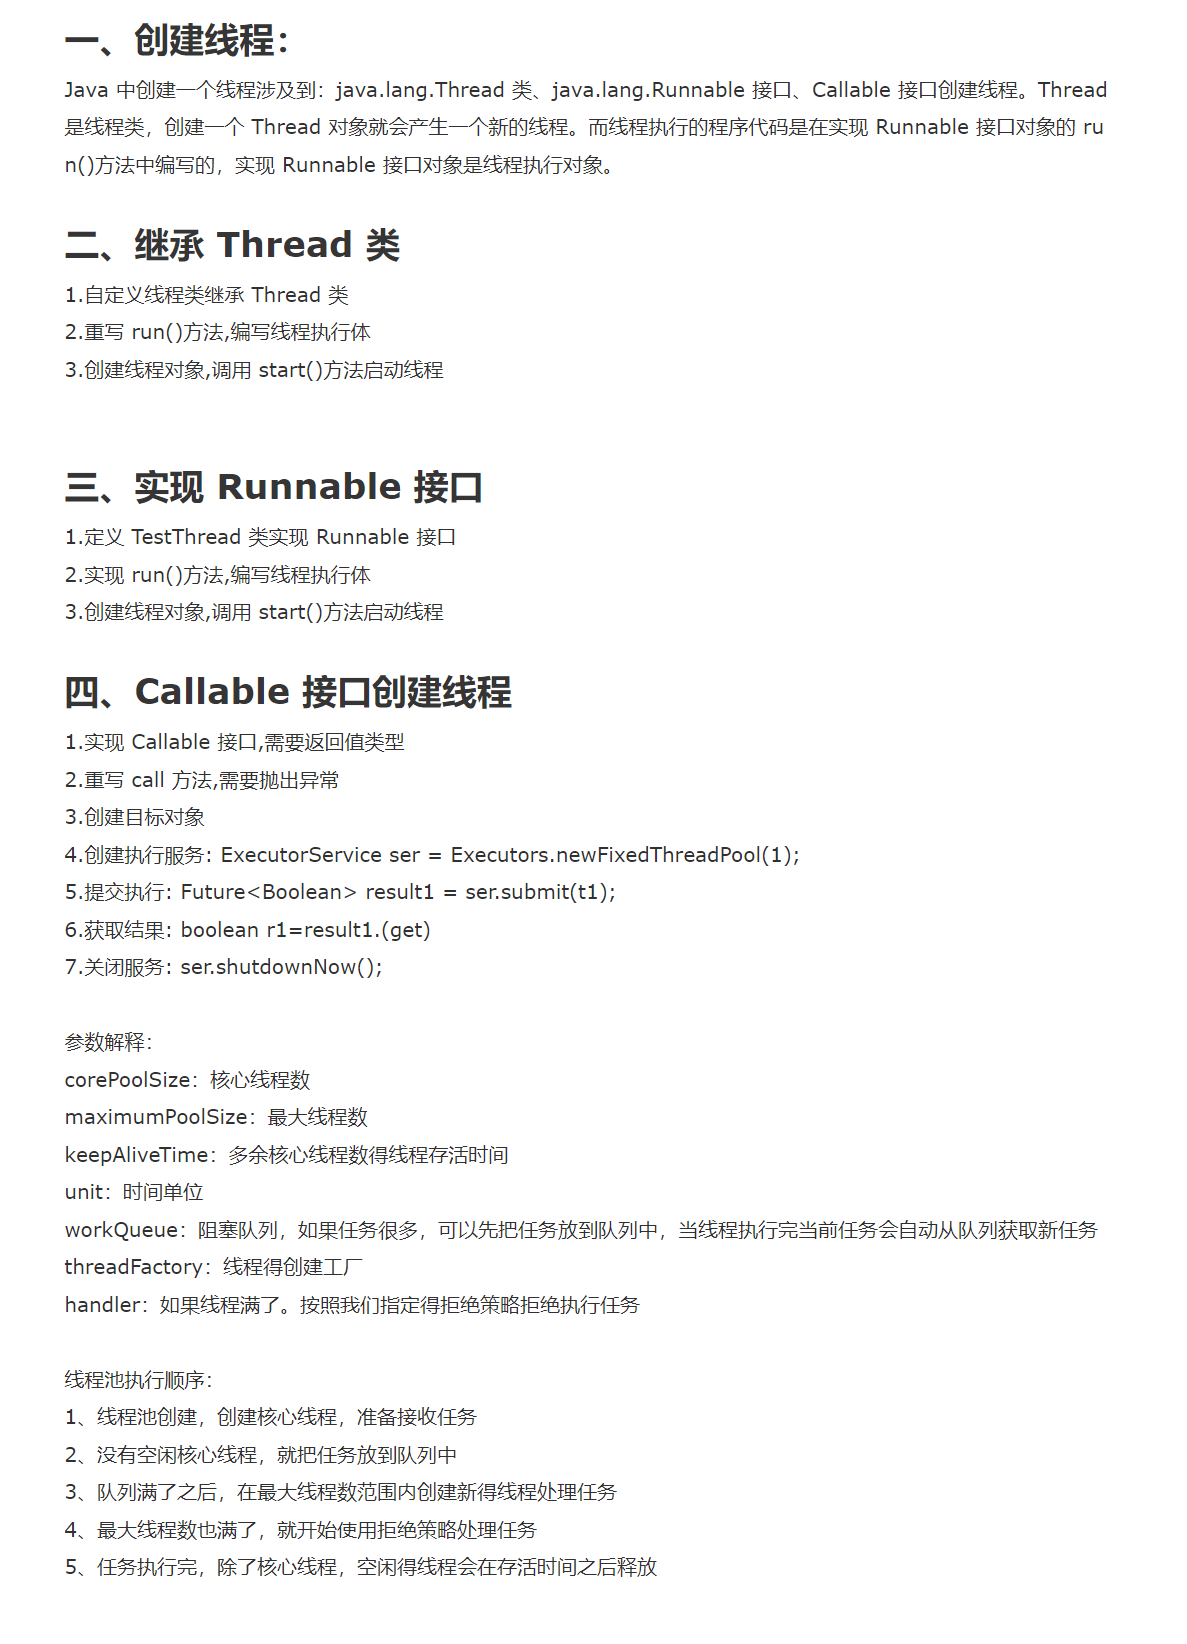 一、创建线程：
Java 中创建一个线程涉及到：java.lang.Thread 类、java.lang.Runnable 接口、Callable 接口创建线程。Thread
是线程类，创建一个 Thread 对象就会产生一个新的线程。而线程执行的程序代码是在实现 Runnable 接口对象的 ru
n()方法中编写的，实现 Runnable 接口对象是线程执行对象。
二、继承 Thread 类
1.自定义线程类继承 Thread 类
2.重写 run()方法,编写线程执行体
3.创建线程对象,调用 start()方法启动线程
三、实现 Runnable 接口
1.定义 TestThread 类实现 Runnable 接口
2.实现 run()方法,编写线程执行体
3.创建线程对象,调用 start()方法启动线程
四、Callable 接口创建线程
1.实现 Callable 接口,需要返回值类型
2.重写 call 方法,需要抛出异常
3.创建目标对象
4.创建执行服务: ExecutorService ser = Executors.newFixedThreadPool(1);
5.提交执行: Future<Boolean> result1 = ser.submit(t1);
6.获取结果: boolean r1=result1.(get)
7.关闭服务: ser.shutdownNow();
参数解释：
corePoolSize：核心线程数
maximumPoolSize：最大线程数
keepAliveTime：多余核心线程数得线程存活时间
unit：时间单位
workQueue：阻塞队列，如果任务很多，可以先把任务放到队列中，当线程执行完当前任务会自动从队列获取新任务
threadFactory：线程得创建工厂
handler：如果线程满了。按照我们指定得拒绝策略拒绝执行任务
线程池执行顺序：
1、线程池创建，创建核心线程，准备接收任务
2、没有空闲核心线程，就把任务放到队列中
3、队列满了之后，在最大线程数范围内创建新得线程处理任务
4、最大线程数也满了，就开始使用拒绝策略处理任务
5、任务执行完，除了核心线程，空闲得线程会在存活时间之后释放